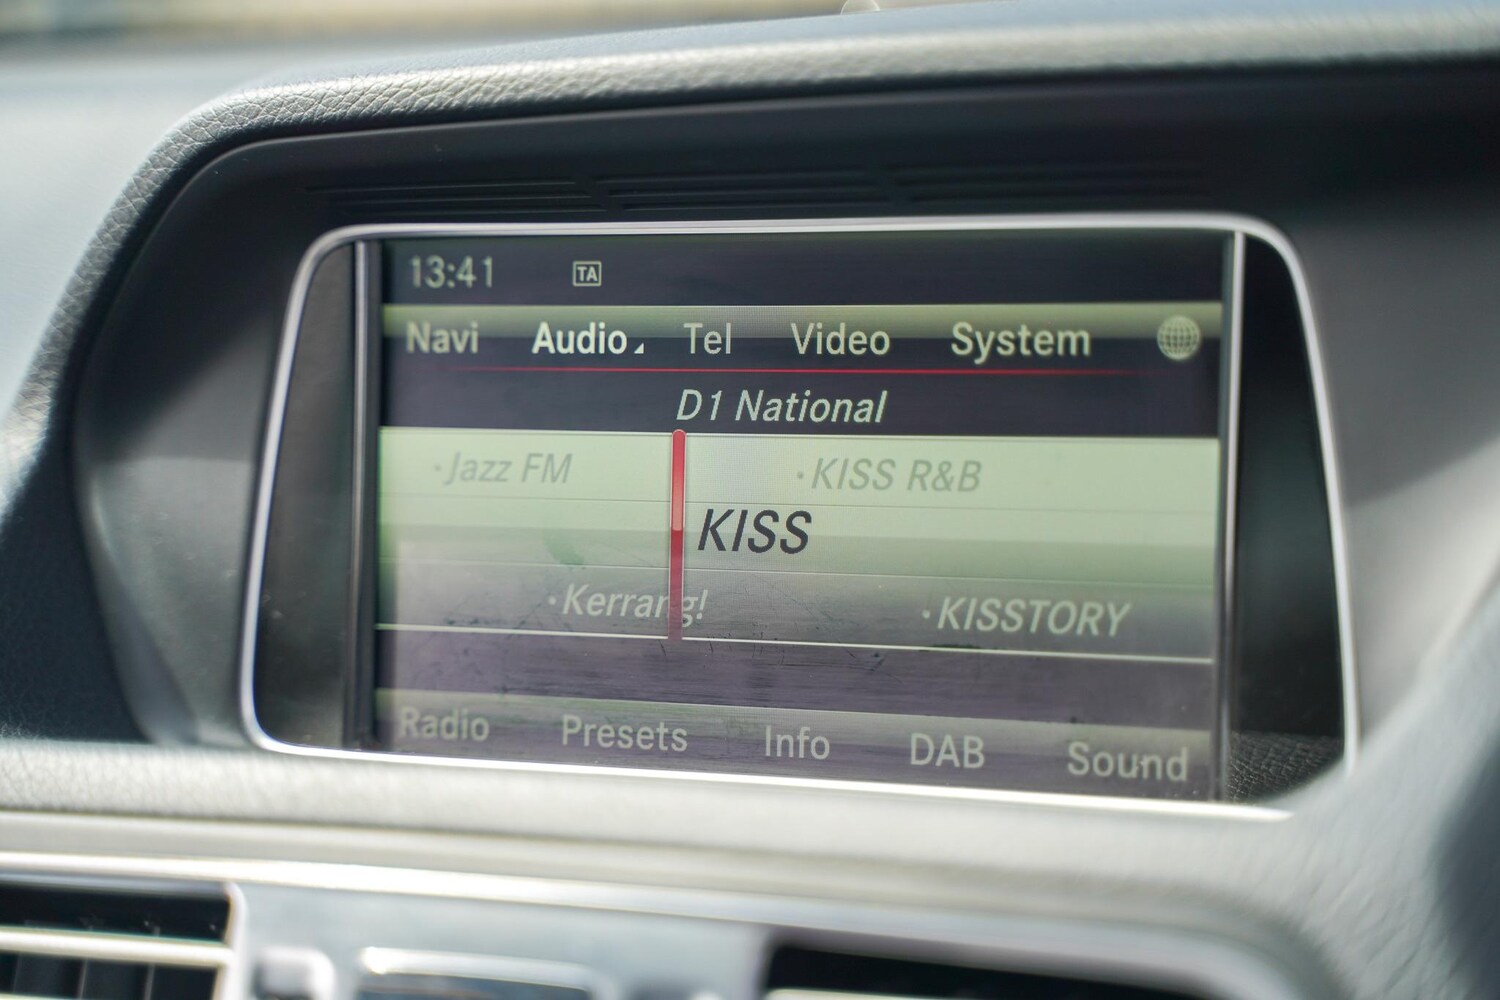 13:41 TA
Navi Audio Tel Video System
D1 National
·Jazz FM ·KISS R&B
KISS
·Kerrang! ·KISSTORY
Radio Presets Info DAB Sound